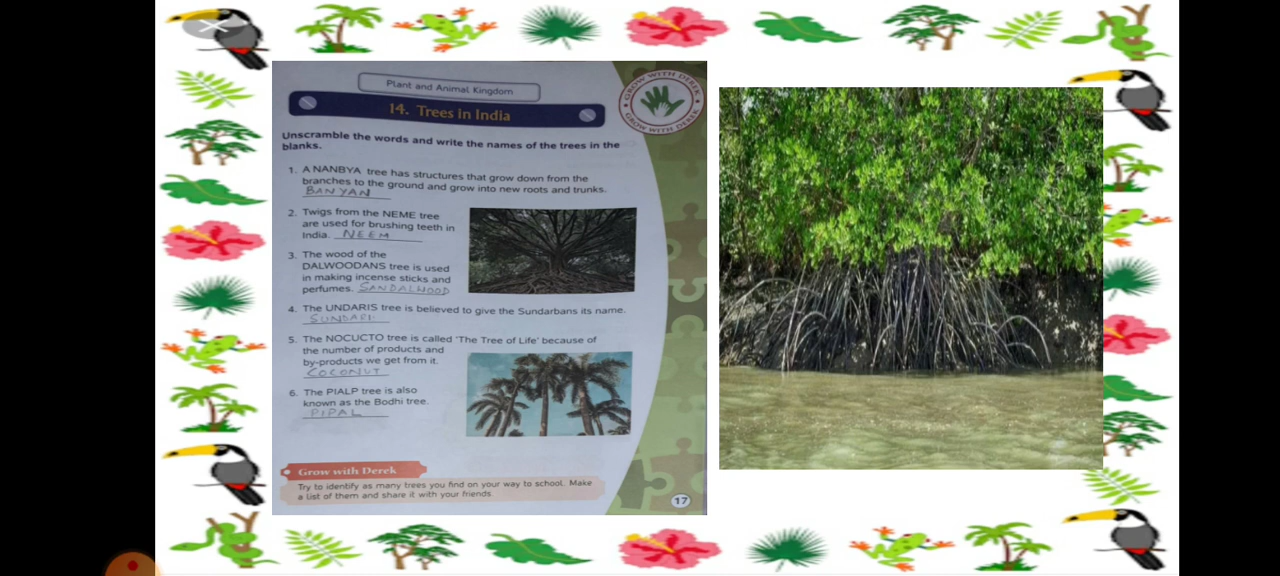 Plant and Animal Kingdom
14. Trees in India
GROW WITH DEREK
GROW WITH DEREK
Unscramble the words and write the names of the trees in the
blanks.
1. A NANBYA tree has structures that grow down from the
branches to the ground and grow into new roots and trunks.
BANYAN
2. Twigs from the NEME tree
are used for brushing teeth in
India. NEEM
3. The wood of the
DALWOODANS tree is used
in making incense sticks and
perfumes. SANDALWOOD
4. The UNDARIS tree is believed to give the Sundarbans its name.
SUNDARI
5. The NOCUCTO tree is called 'The Tree of Life' because of
the number of products and
by-products we get from it.
COCONUT
6. The PIALP tree is also
known as the Bodhi tree.
PIPAL
Grow with Derek
Try to identify as many trees you find on your way to school. Make
a list of them and share it with your friends
17